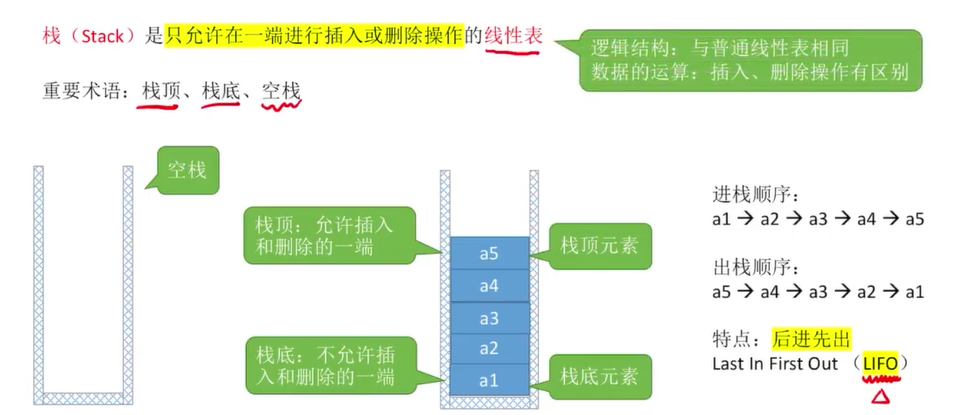 栈（Stack）是只允许在一端进行插入或删除操作的线性表
逻辑结构：与普通线性表相同
数据的运算：插入、删除操作有区别
重要术语：栈顶、栈底、空栈
空栈
栈顶：允许插入
和删除的一端
栈顶元素
a5
a4
a3
a2
a1
栈底：不允许插
入和删除的一端
栈底元素
进栈顺序：
a1 → a2 → a3 → a4 → a5
出栈顺序：
a5 → a4 → a3 → a2 → a1
特点：后进先出
Last In First Out （LIFO）